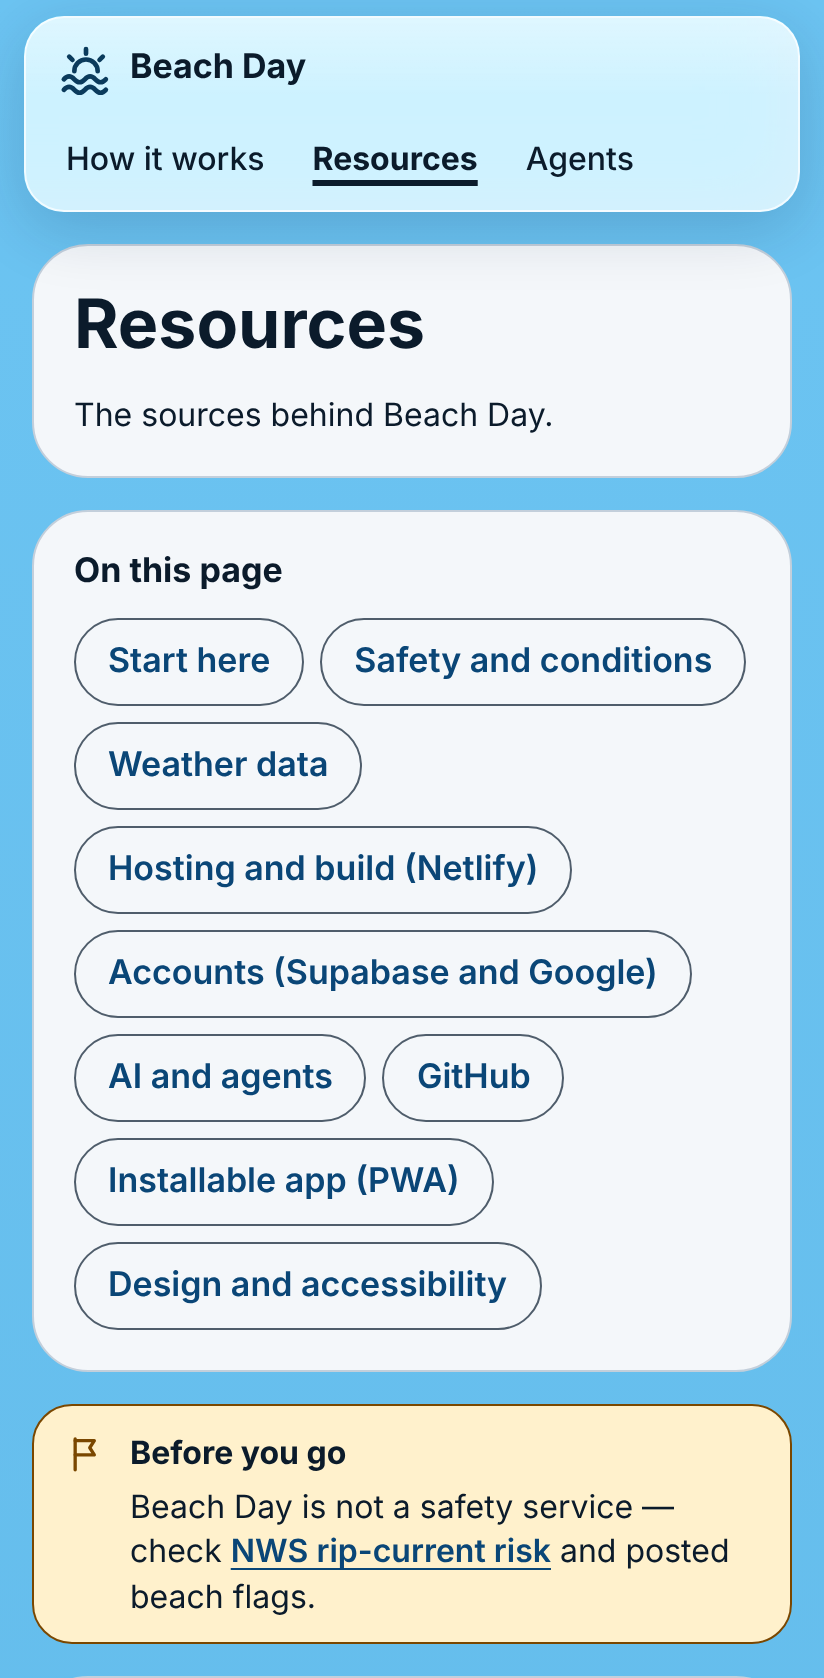 Beach Day
How it works Resources Agents
Resources
The sources behind Beach Day.
On this page
Start here Safety and conditions
Weather data
Hosting and build (Netlify)
Accounts (Supabase and Google)
AI and agents GitHub
Installable app (PWA)
Design and accessibility
Before you go
Beach Day is not a safety service —
check NWS rip-current risk and posted
beach flags.